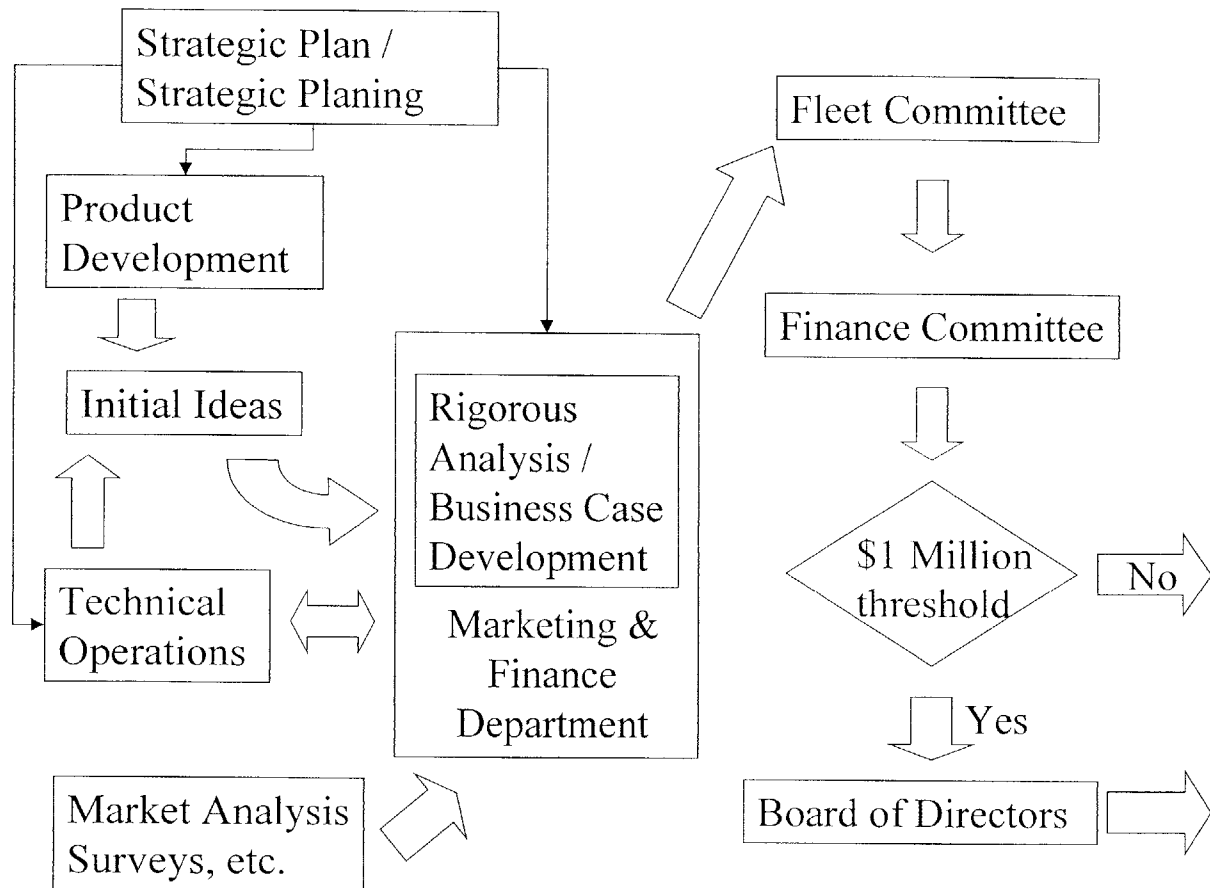 Strategic Plan /
Strategic Planing
Product
Development
Initial Ideas
Technical
Operations
Market Analysis
Surveys, etc.
Rigorous
Analysis /
Business Case
Development
Marketing &
Finance
Department
Fleet Committee
Finance Committee
$1 Million
threshold
No
Yes
Board of Directors